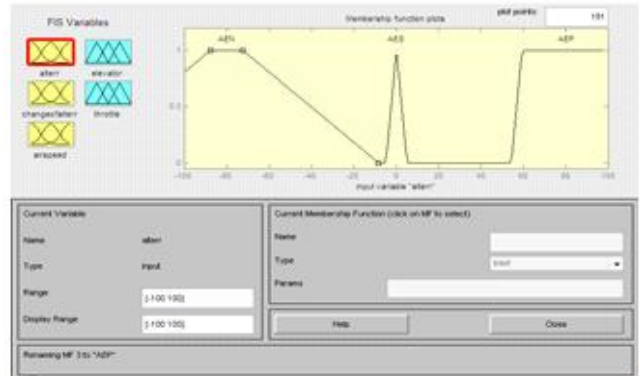 FIS Variables
Membership function plots
plot points:
181
AEN
AES
AEP
1
0.5
0
-100
-80
-60
-40
-20
0
20
40
60
80
100
input variable "alterr"
alterr
elevator
changeofalterr
throttle
airspeed
Current Variable
Name
alterr
Type
input
Range
[-100 100]
Display Range
[-100 100]
Current Membership Function (click on MF to select)
Name
Type
trimf
Params
Help
Close
Renaming MF 3 to "AEP"